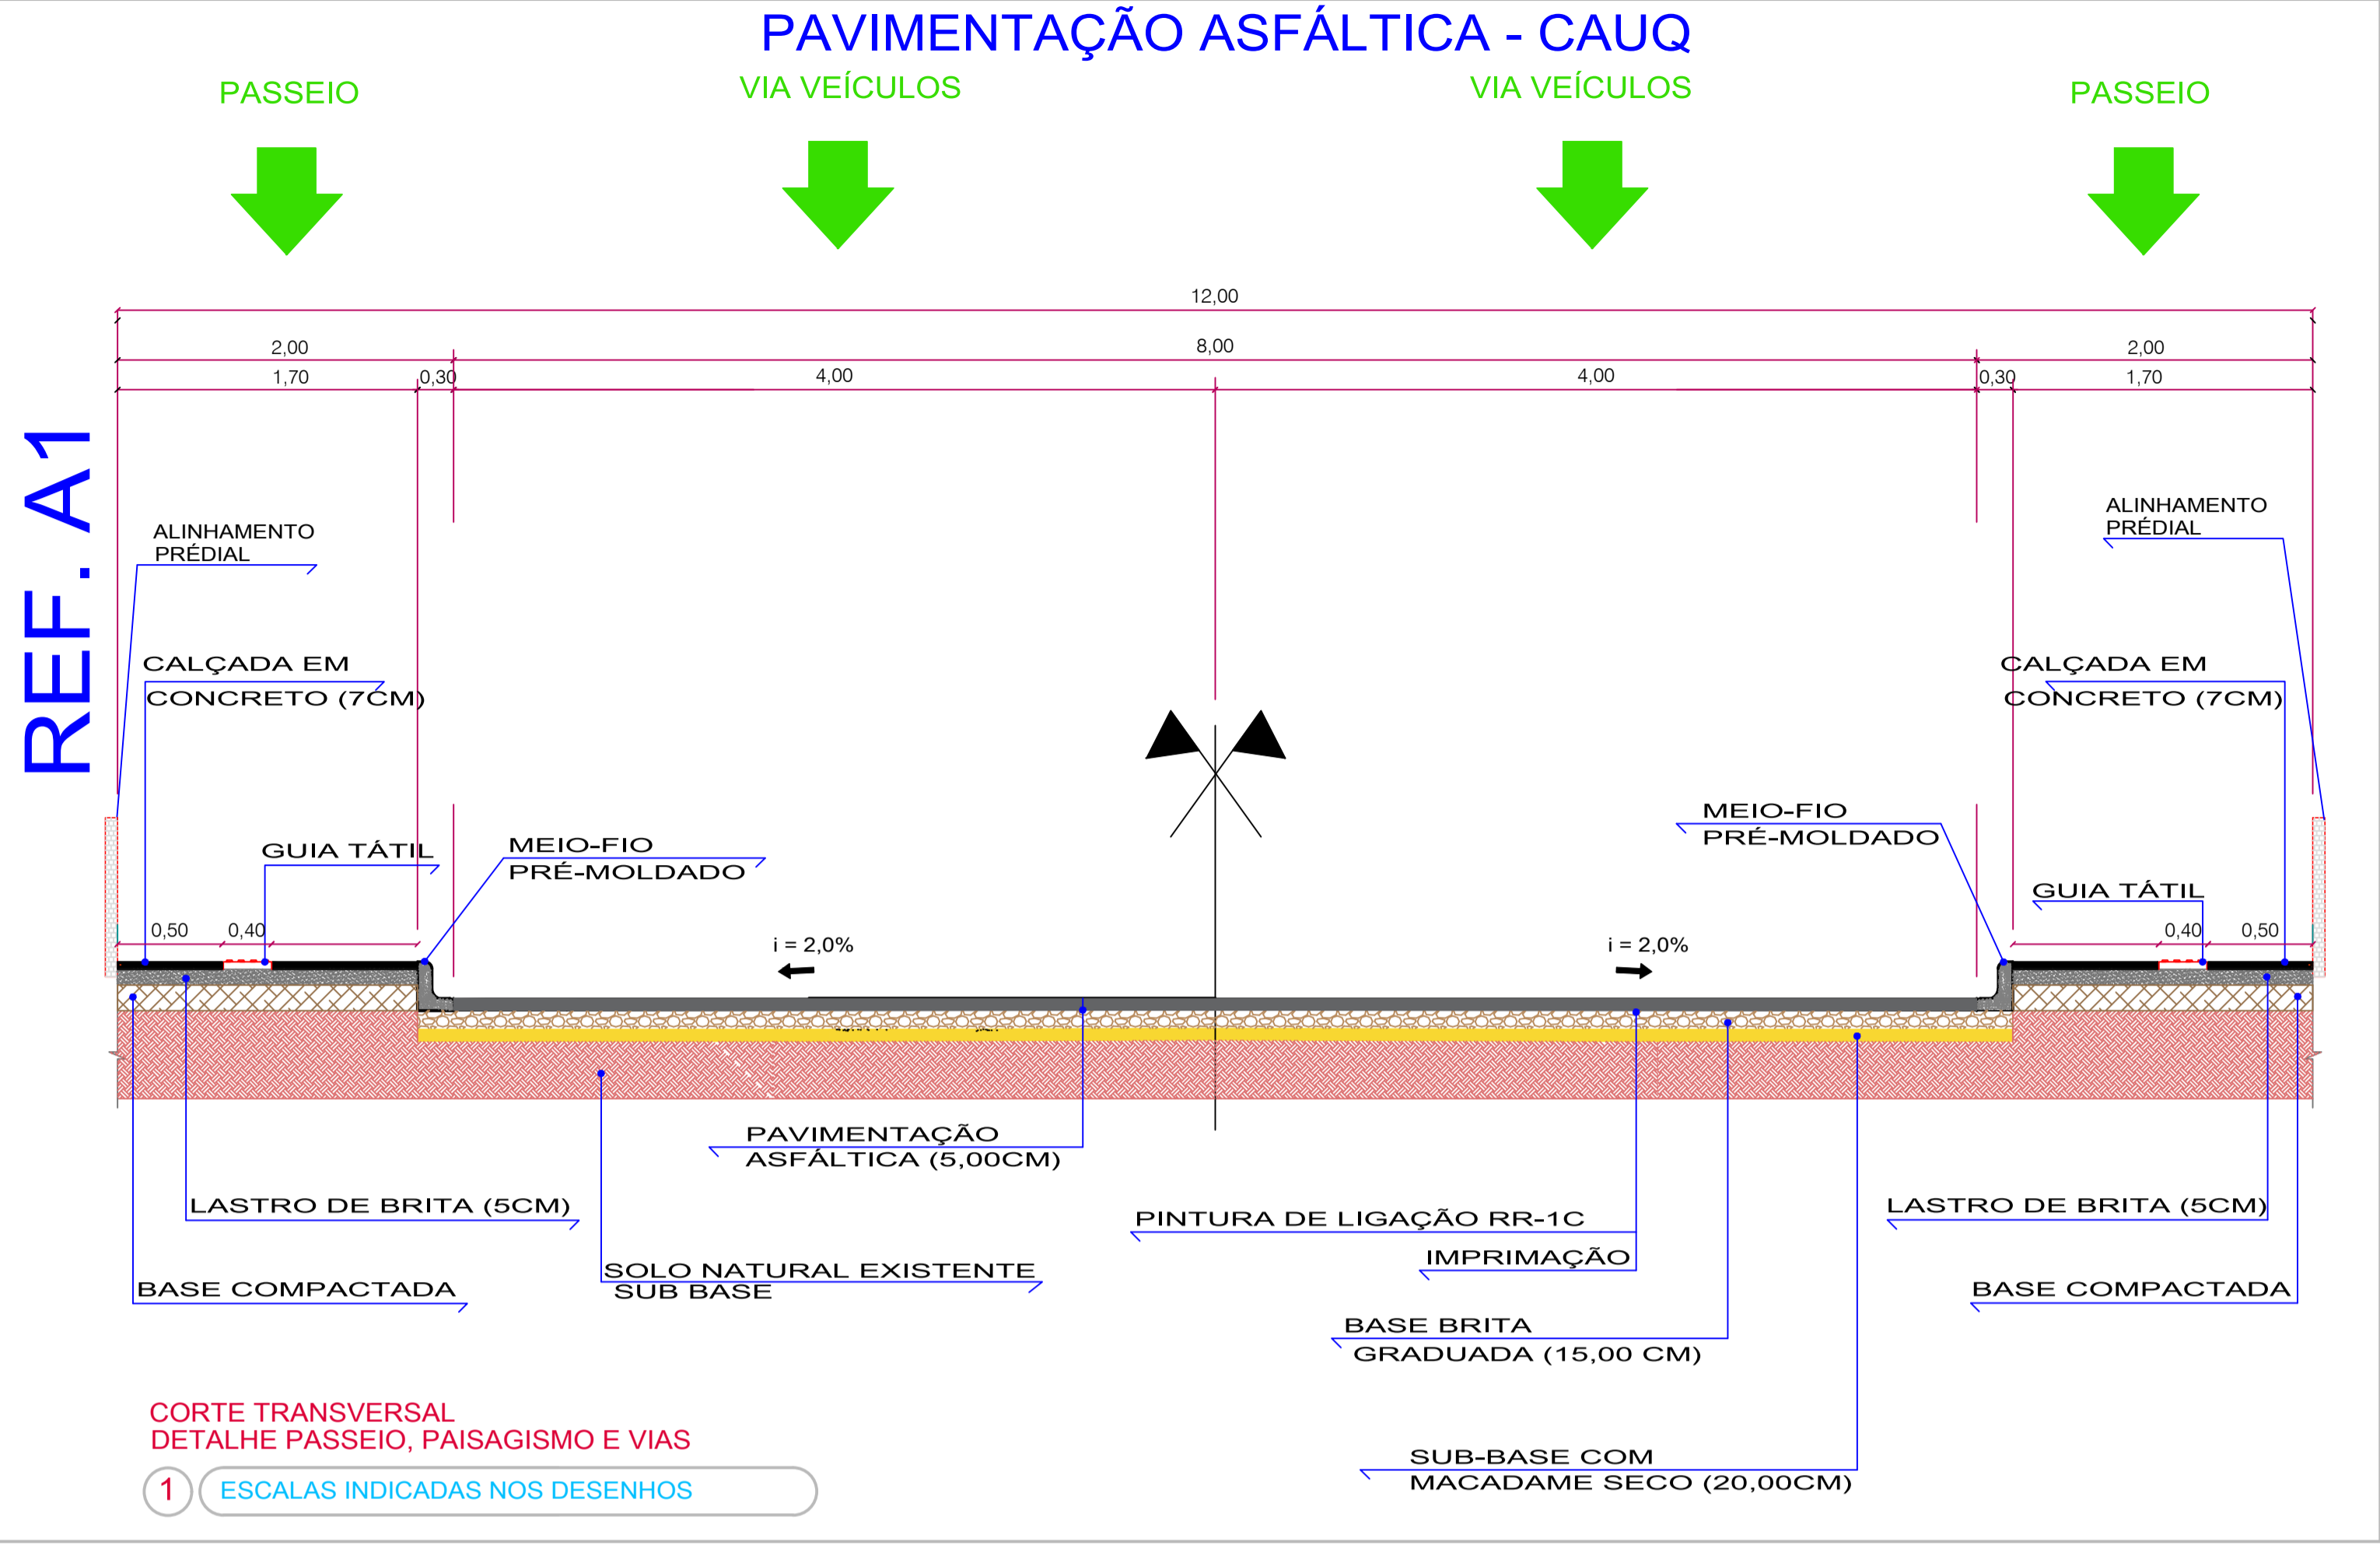 PAVIMENTAÇÃO ASFÁLTICA - CAUQ
PASSEIO
VIA VEÍCULOS
VIA VEÍCULOS
PASSEIO
12,00
2,00
8,00
2,00
1,70
0,30
4,00
4,00
0,30
1,70
REF. A1
ALINHAMENTO
PRÉDIAL
ALINHAMENTO
PRÉDIAL
CALÇADA EM
CONCRETO (7CM)
CALÇADA EM
CONCRETO (7CM)
GUIA TÁTIL
MEIO-FIO
PRÉ-MOLDADO
MEIO-FIO
PRÉ-MOLDADO
GUIA TÁTIL
0,50
0,40
i = 2,0%
i = 2,0%
0,40
0,50
PAVIMENTAÇÃO
ASFÁLTICA (5,00CM)
LASTRO DE BRITA (5CM)
PINTURA DE LIGAÇÃO RR-1C
LASTRO DE BRITA (5CM)
IMPRIMAÇÃO
SOLO NATURAL EXISTENTE
SUB BASE
BASE COMPACTADA
BASE COMPACTADA
BASE BRITA
GRADUADA (15,00 CM)
SUB-BASE COM
MACADAME SECO (20,00CM)
CORTE TRANSVERSAL
DETALHE PASSEIO, PAISAGISMO E VIAS
1
ESCALAS INDICADAS NOS DESENHOS